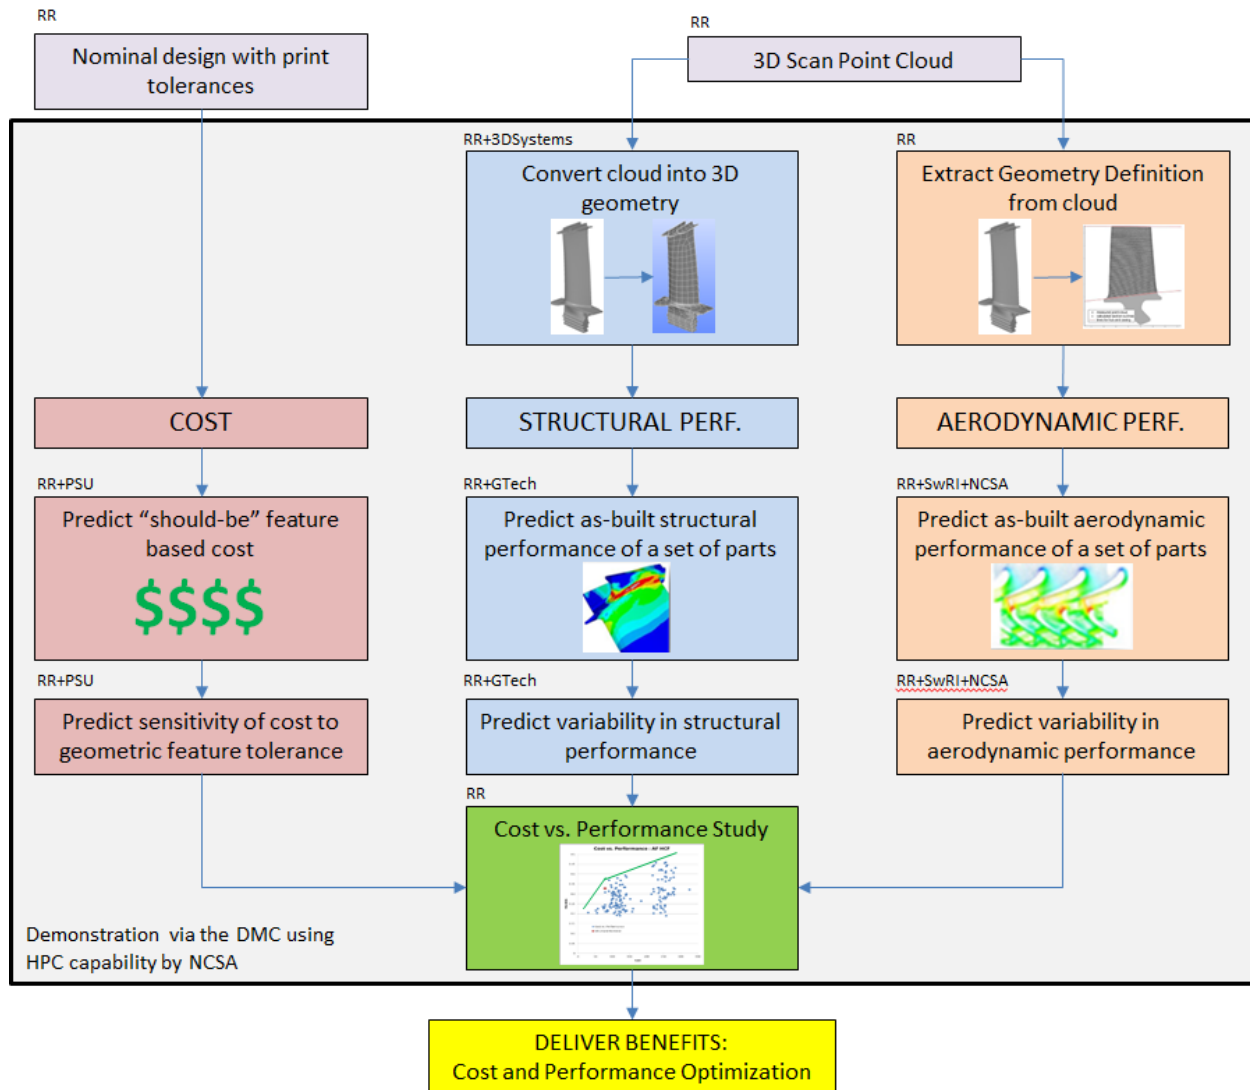 RR
Nominal design with print
tolerances
RR
3D Scan Point Cloud
RR+3DSystems
Convert cloud into 3D
geometry
RR
Extract Geometry Definition
from cloud
COST
STRUCTURAL PERF.
AERODYNAMIC PERF.
RR+PSU
Predict “should-be” feature
based cost
$$$$
RR+GTech
Predict as-built structural
performance of a set of parts
RR+SwRI+NCSA
Predict as-built aerodynamic
performance of a set of parts
RR+PSU
Predict sensitivity of cost to
geometric feature tolerance
RR+GTech
Predict variability in structural
performance
RR+SwRI+NCSA
Predict variability in
aerodynamic performance
RR
Cost vs. Performance Study
Cost vs. Performance - AF HCF
Demonstration via the DMC using
HPC capability by NCSA
DELIVER BENEFITS:
Cost and Performance Optimization